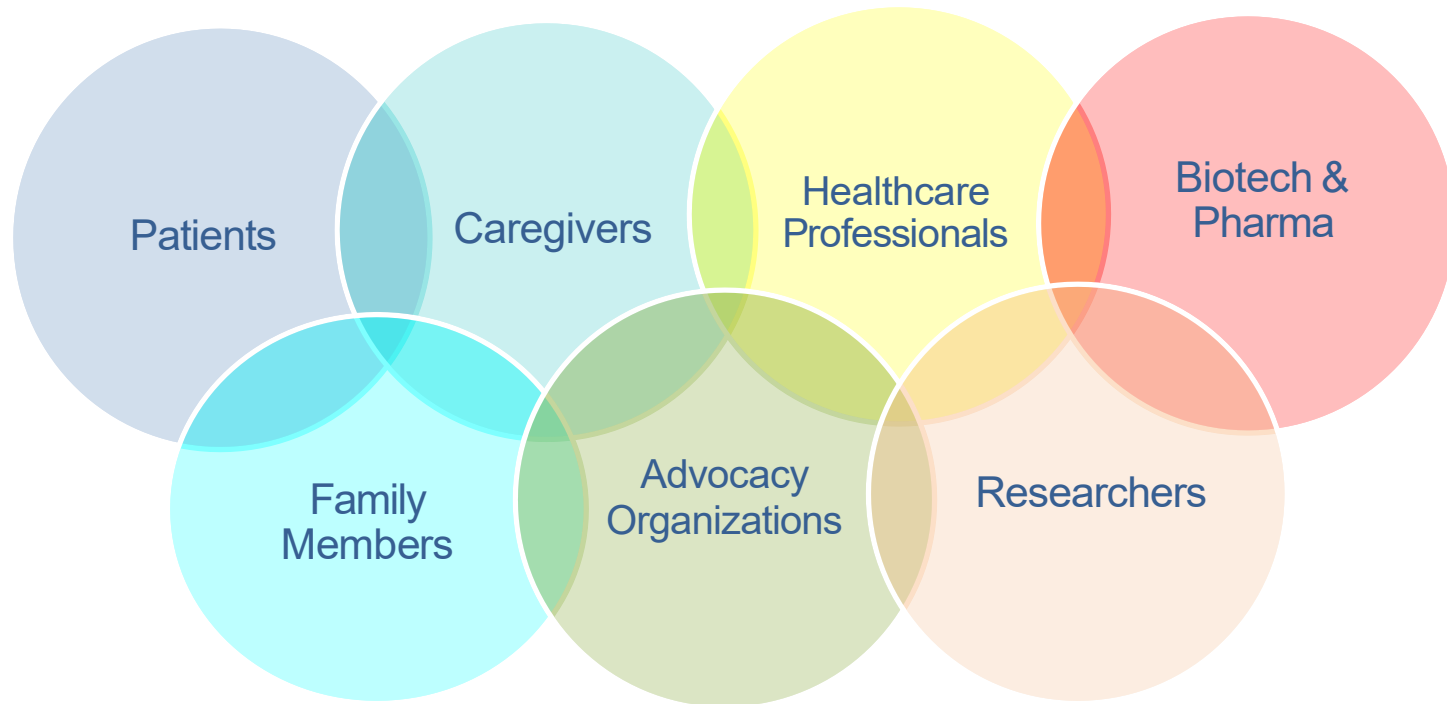 Patients
Caregivers
Healthcare
Professionals
Biotech &
Pharma
Family
Members
Advocacy
Organizations
Researchers